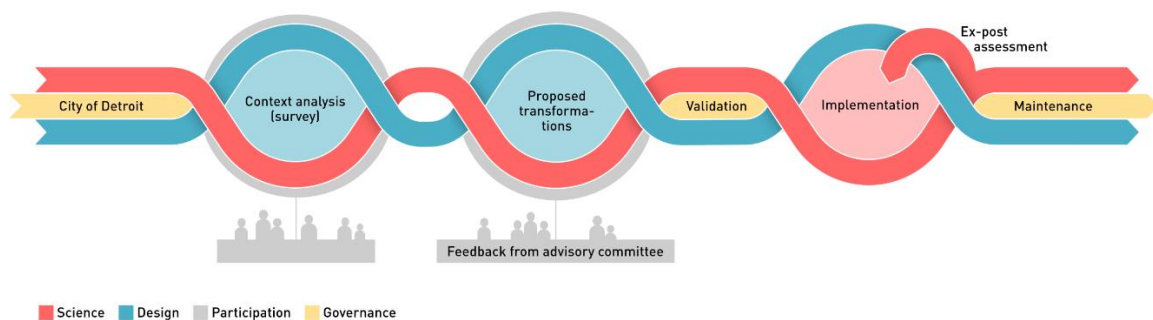 Ex-post
assessment
City of Detroit
Context analysis
(survey)
Proposed
transforma-
tions
Validation
Implementation
Maintenance
Feedback from advisory committee
Science
Design
Participation
Governance